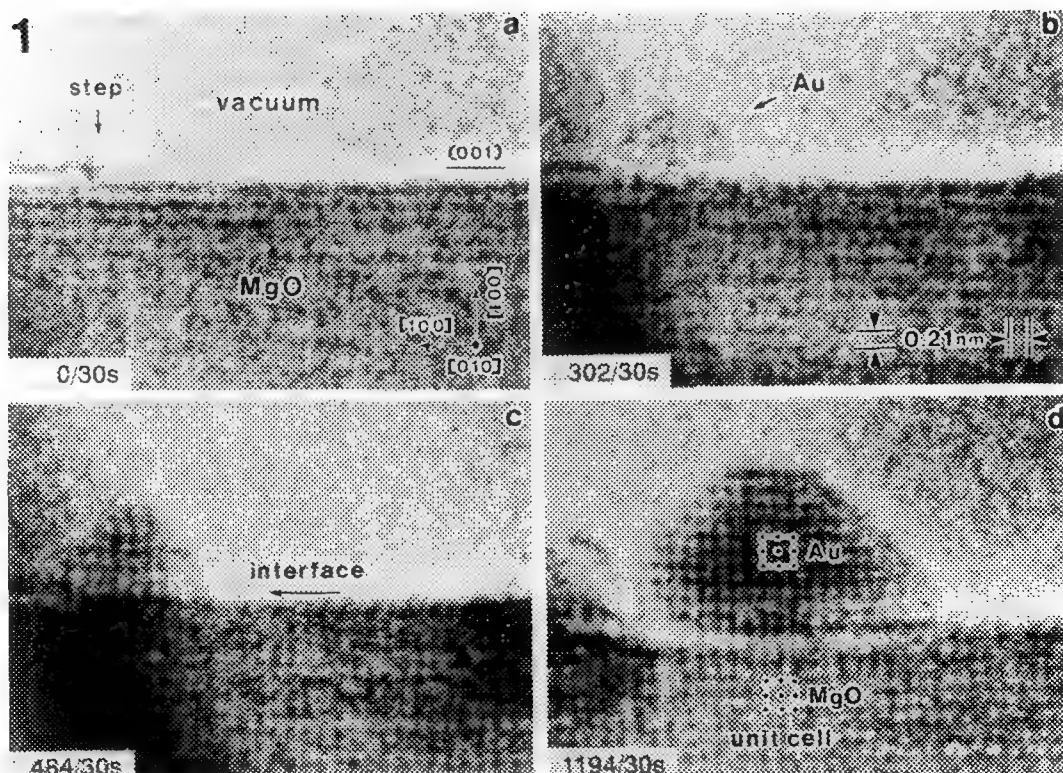 1
a
step
vacuum
(001)
MgO
[100]
[100]
[010]
0/30s
b
Au
0.21nm
302/30s
c
interface
484/30s
d
Au
MgO
unit cell
1194/30s